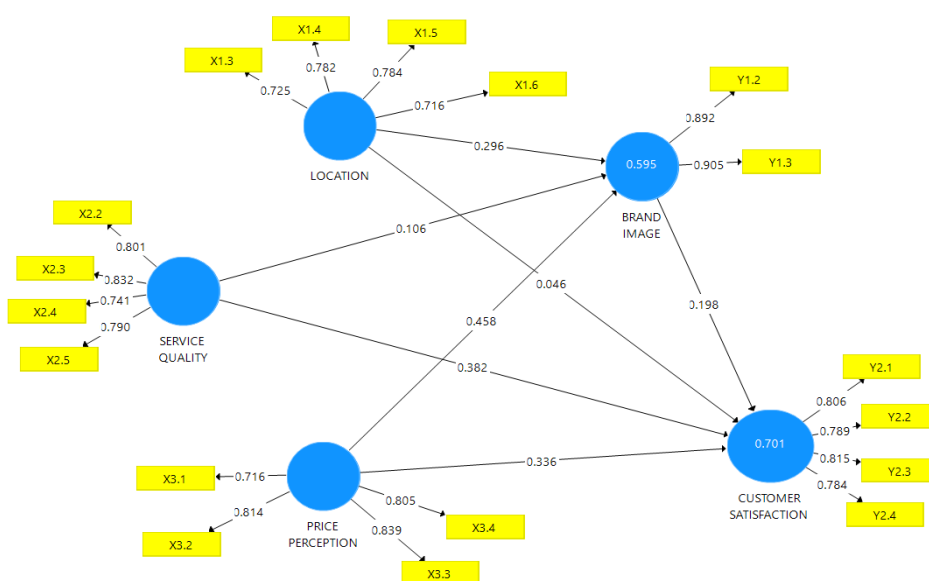 X1.4
X1.5
X1.3
X1.6
0.782
0.784
0.725
0.716
LOCATION
0.296
Y1.2
0.892
0.595
0.905
Y1.3
BRAND
IMAGE
X2.2
0.801
X2.3
0.832
X2.4
0.741
0.790
X2.5
SERVICE
QUALITY
0.106
0.046
0.458
0.198
0.382
Y2.1
0.806
Y2.2
0.789
0.701
0.815
Y2.3
0.784
Y2.4
CUSTOMER
SATISFACTION
0.336
X3.1
0.716
0.814
X3.2
0.805
X3.4
0.839
X3.3
PRICE
PERCEPTION